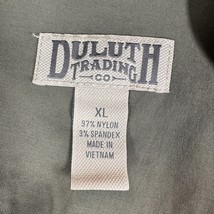 DULUTH
TRADING
CO
XL
97% NYLON
3% SPANDEX
MADE IN
VIETNAM